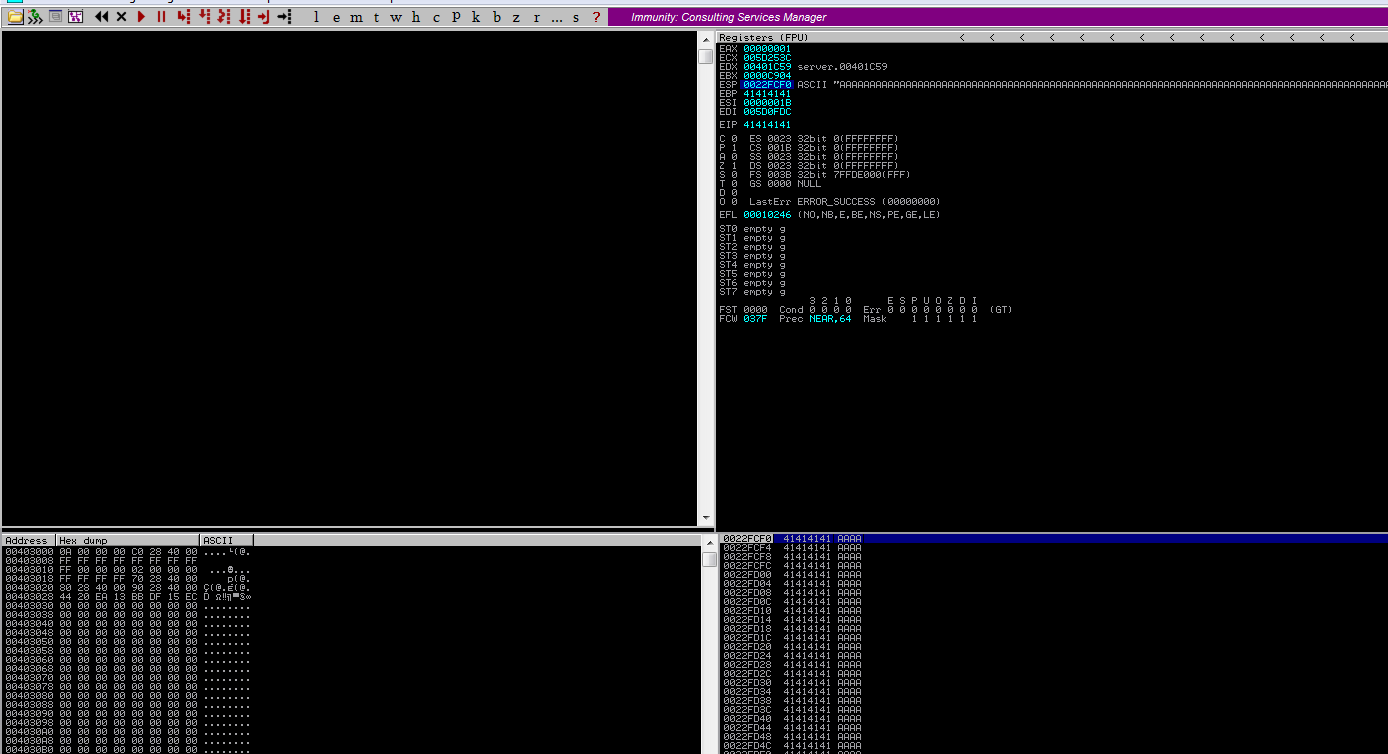 l e m t w h c p k b z r ... s ?
Immunity: Consulting Services Manager
Registers (FPU) < < < < < < < < < < < < < <
EAX 00000001
ECX 005D253C
EDX 00401C59 server.00401C59
EBX 0000C904
ESP 0022FCF0
EBP 41414141
ESI 0000001B
EDI 005D0FDC
EIP 41414141
C 0 ES 0023 32bit 0(FFFFFFFF)
P 1 CS 001B 32bit 0(FFFFFFFF)
A 0 SS 0023 32bit 0(FFFFFFFF)
Z 1 DS 0023 32bit 0(FFFFFFFF)
S 0 FS 003B 32bit 7FFDE000(FFF)
T 0 GS 0000 NULL
D 0
O 0 LastErr ERROR_SUCCESS (00000000)
EFL 00010246 (NO,NB,E,BE,NS,PE,GE,LE)
ST0 empty g
ST1 empty g
ST2 empty g
ST3 empty g
ST4 empty g
ST5 empty g
ST6 empty g
ST7 empty g
3 2 1 0 E S P U O Z D I
FST 0000 Cond 0 0 0 0 Err 0 0 0 0 0 0 0 0 (GT)
FCW 037F Prec NEAR,64 Mask 1 1 1 1 1 1
Address Hex dump ASCII
00403000 0A 00 00 00 C0 28 40 00 ....└(@.
00403008 FF FF FF FF FF FF FF FF
00403010 FF 00 00 00 02 00 00 00
00403018 FF FF FF FF 70 28 40 00 p(@.
00403020 80 28 40 00 90 28 40 00 Ç(@.É(@.
00403028 44 20 EA 13 BB DF 15 EC
00403030 00 00 00 00 00 00 00 00 ........
00403038 00 00 00 00 00 00 00 00 ........
00403040 00 00 00 00 00 00 00 00 ........
00403048 00 00 00 00 00 00 00 00 ........
00403050 00 00 00 00 00 00 00 00 ........
00403058 00 00 00 00 00 00 00 00 ........
00403060 00 00 00 00 00 00 00 00 ........
00403068 00 00 00 00 00 00 00 00 ........
00403070 00 00 00 00 00 00 00 00 ........
00403078 00 00 00 00 00 00 00 00 ........
00403080 00 00 00 00 00 00 00 00 ........
00403088 00 00 00 00 00 00 00 00 ........
00403090 00 00 00 00 00 00 00 00 ........
00403098 00 00 00 00 00 00 00 00 ........
004030A0 00 00 00 00 00 00 00 00 ........
004030A8 00 00 00 00 00 00 00 00 ........
004030B0 00 00 00 00 00 00 00 00 ........
0022FCF0 41414141 AAAA
0022FCF4 41414141 AAAA
0022FCF8 41414141 AAAA
0022FCFC 41414141 AAAA
0022FD00 41414141 AAAA
0022FD04 41414141 AAAA
0022FD08 41414141 AAAA
0022FD0C 41414141 AAAA
0022FD10 41414141 AAAA
0022FD14 41414141 AAAA
0022FD18 41414141 AAAA
0022FD1C 41414141 AAAA
0022FD20 41414141 AAAA
0022FD24 41414141 AAAA
0022FD28 41414141 AAAA
0022FD2C 41414141 AAAA
0022FD30 41414141 AAAA
0022FD34 41414141 AAAA
0022FD38 41414141 AAAA
0022FD3C 41414141 AAAA
0022FD40 41414141 AAAA
0022FD44 41414141 AAAA
0022FD48 41414141 AAAA
0022FD4C 41414141 AAAA